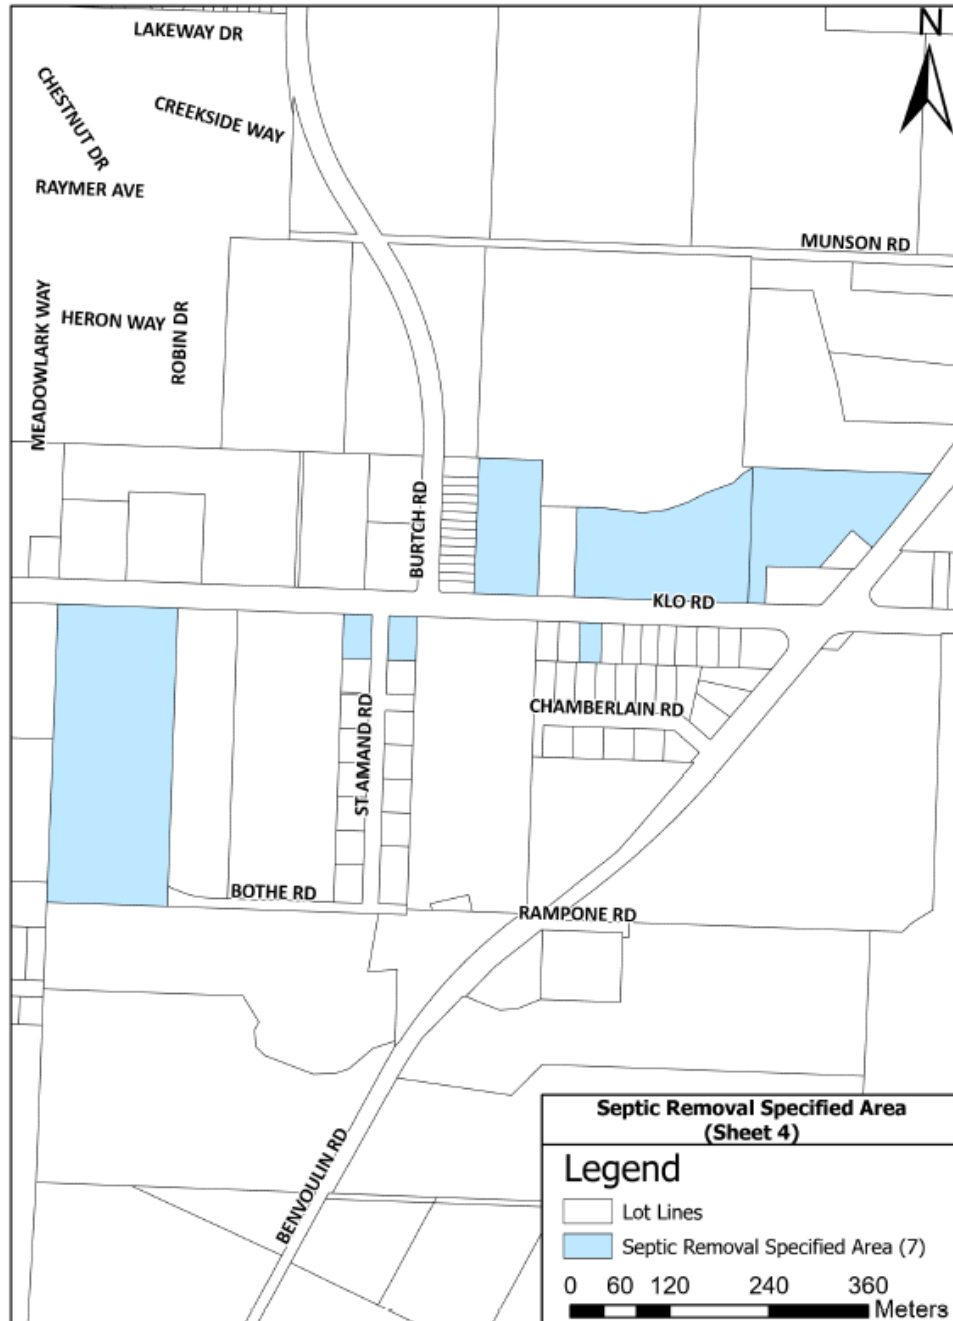 LAKEWAY DR
N
CHESTNUT DR
CREEKSIDE WAY
RAYMER AVE
MUNSON RD
MEADOWLARK WAY
HERON WAY
ROBIN DR
BURTCH RD
KLO RD
ST AMAND RD
CHAMBERLAIN RD
BOTHE RD
RAMPONE RD
BENVOULIN RD
Septic Removal Specified Area
(Sheet 4)
Legend
Lot Lines
Septic Removal Specified Area (7)
0 60 120 240 360
Meters